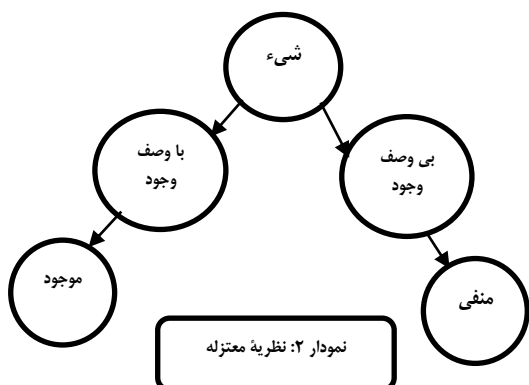 شیء
بی وصف
وجود
با وصف
وجود
منفی
موجود
نمودار ۲: نظریۀ معتزله